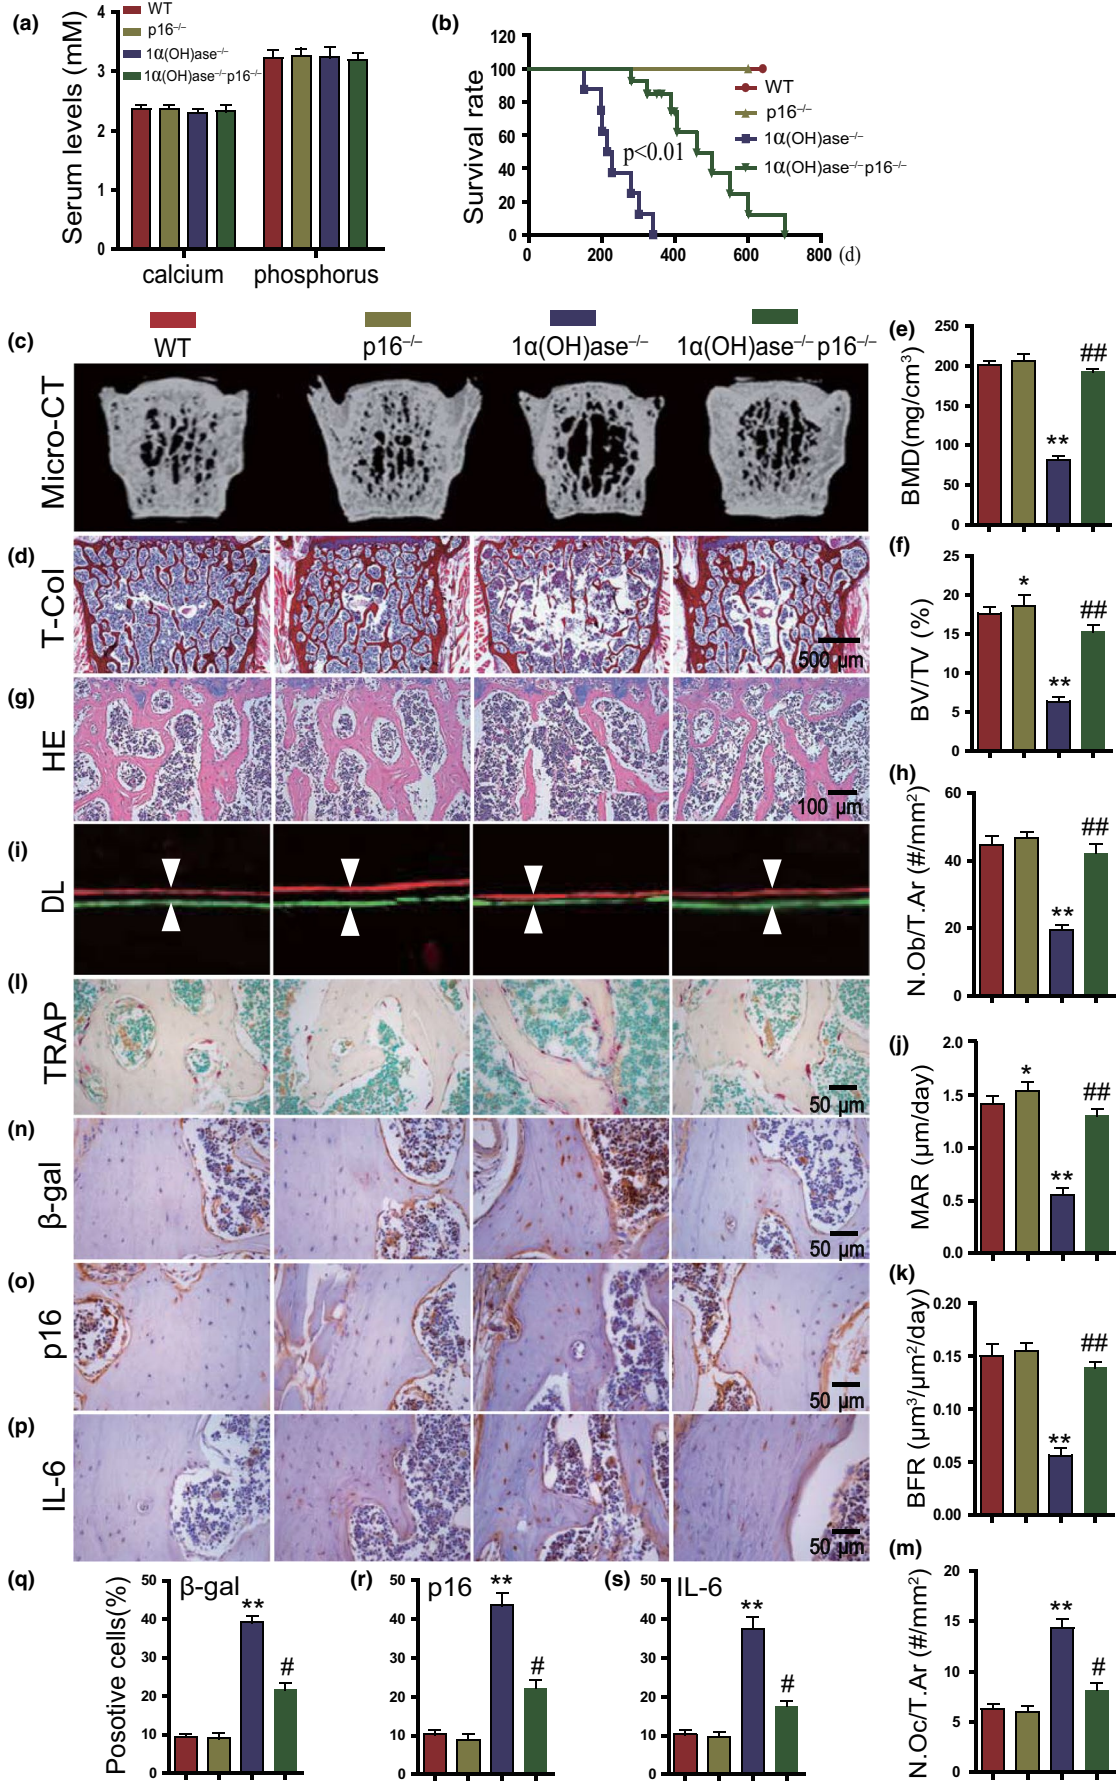 (a)
WT
p16–/–
1α(OH)ase–/–
1α(OH)ase–/–p16–/–
Serum levels (mM)
4
3
2
1
0
calcium
phosphorus
(b)
Survival rate
120
100
80
60
40
20
0
0
200
400
600
800
(d)
p<0.01
WT
p16–/–
1α(OH)ase–/–
1α(OH)ase–/–p16–/–
(c)
WT
p16–/–
1α(OH)ase–/–
1α(OH)ase–/–p16–/–
Micro-CT
(d)
T-Col
500 µm
(g)
HE
100 µm
(i)
DL
(l)
TRAP
50 µm
(n)
β-gal
50 µm
(o)
p16
50 µm
(p)
IL-6
50 µm
(e)
BMD(mg/cm3)
250
200
150
100
50
0
**
##
(f)
BV/TV (%)
25
20
15
10
5
0
*
**
##
(h)
N.Ob/T.Ar (#/mm2)
60
40
20
0
**
##
(j)
MAR (µm/day)
2.0
1.5
1.0
0.5
0.0
*
**
##
(k)
BFR (µm3/µm2/day)
0.20
0.15
0.10
0.05
0.00
**
##
(m)
N.Oc/T.Ar (#/mm2)
20
15
10
5
0
**
#
(q)
β-gal
Posotive cells(%)
50
40
30
20
10
0
**
#
(r)
p16
50
40
30
20
10
0
**
#
(s)
IL-6
50
40
30
20
10
0
**
#